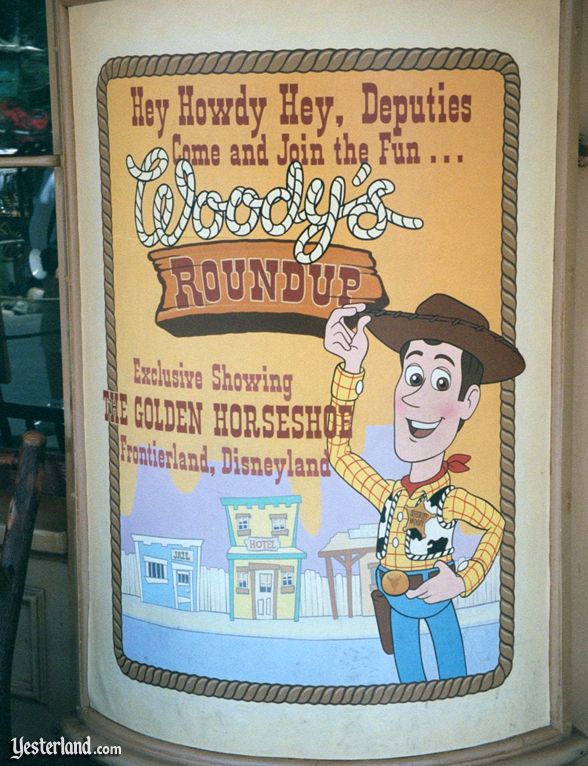 Hey Howdy Hey, Deputies
Come and Join the Fun ...
Woody's
ROUNDUP
Exclusive Showing
THE GOLDEN HORSESHOE
Frontierland, Disneyland
JAIL
HOTEL
Yesterland.com